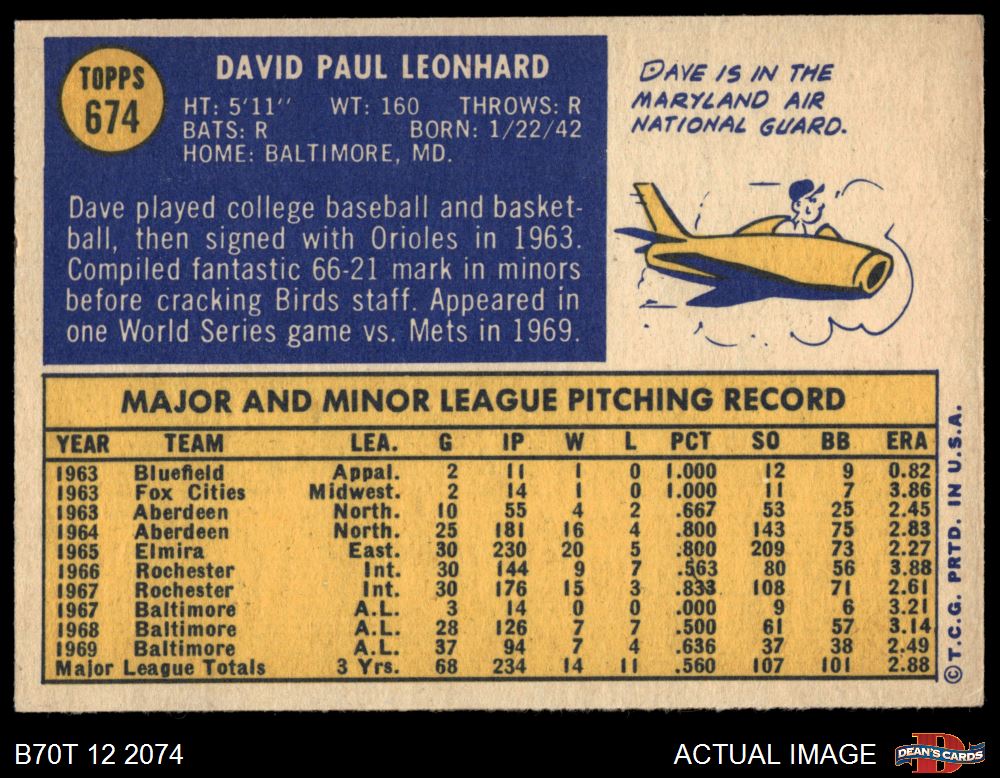 TOPPS
674
DAVID PAUL LEONHARD
HT: 5'11" WT: 160 THROWS: R
BATS: R BORN: 1/22/42
HOME: BALTIMORE, MD.
Dave played college baseball and basket-
ball, then signed with Orioles in 1963.
Compiled fantastic 66-21 mark in minors
before cracking Birds staff. Appeared in
one World Series game vs. Mets in 1969.
DAVE IS IN THE
MARYLAND AIR
NATIONAL GUARD.
MAJOR AND MINOR LEAGUE PITCHING RECORD
YEAR TEAM LEA. G IP W L PCT SO BB ERA
1963 Bluefield Appal. 2 11 1 0 1.000 12 9 0.82
1963 Fox Cities Midwest. 2 14 1 0 1.000 11 7 3.86
1963 Aberdeen North. 10 55 4 2 .667 53 25 2.45
1964 Aberdeen North. 25 181 16 4 .800 143 75 2.83
1965 Elmira East. 30 230 20 5 .800 209 73 2.27
1966 Rochester Int. 30 144 9 7 .563 80 56 3.88
1967 Rochester Int. 30 176 15 3 .833 108 71 2.61
1967 Baltimore A.L. 3 14 0 0 .000 9 6 3.21
1968 Baltimore A.L. 28 126 7 7 .500 61 57 3.14
1969 Baltimore A.L. 37 94 7 4 .636 37 38 2.49
Major League Totals 3 Yrs. 68 234 14 11 .560 107 101 2.88
© T.C.G. PRTD. IN U.S.A.
B70T 12 2074
ACTUAL IMAGE
D
DEAN'S CARDS